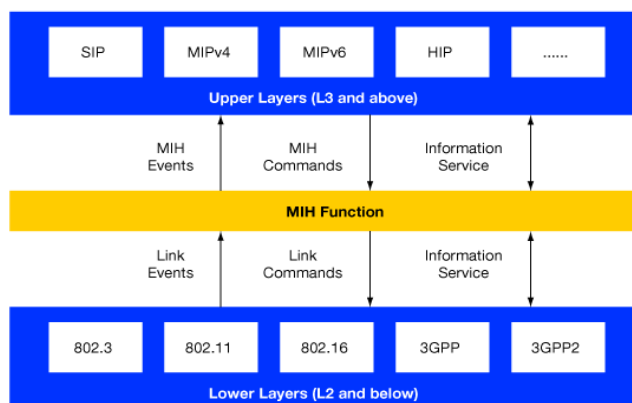 SIP MIPv4 MIPv6 HIP ......
Upper Layers (L3 and above)
MIH MIH Information
Events Commands Service
MIH Function
Link Link Information
Events Commands Service
802.3 802.11 802.16 3GPP 3GPP2
Lower Layers (L2 and below)